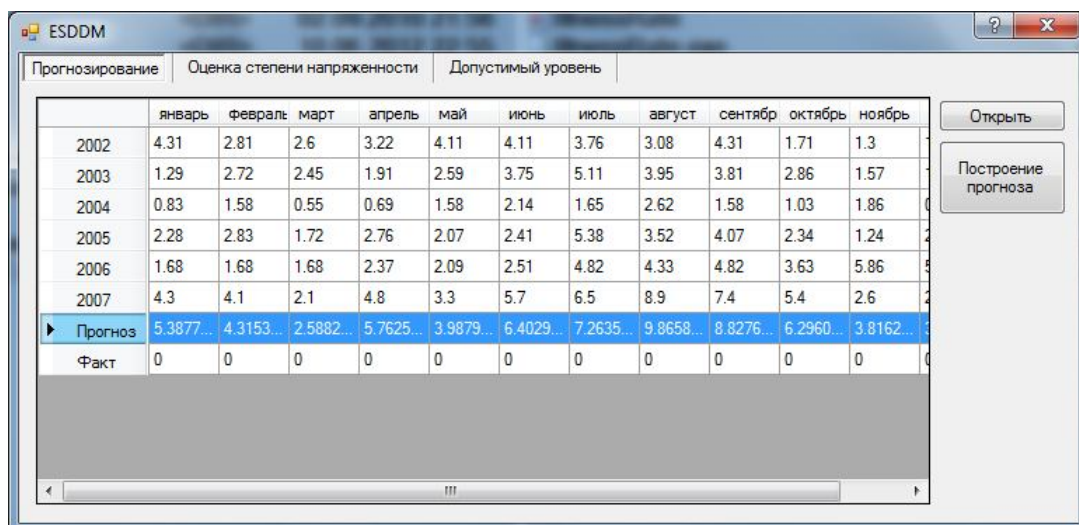 ESDDM
Прогнозирование Оценка степени напряженности Допустимый уровень
январь февраль март апрель май июнь июль август сентябр октябрь ноябрь
2002 4.31 2.81 2.6 3.22 4.11 4.11 3.76 3.08 4.31 1.71 1.3
2003 1.29 2.72 2.45 1.91 2.59 3.75 5.11 3.95 3.81 2.86 1.57
2004 0.83 1.58 0.55 0.69 1.58 2.14 1.65 2.62 1.58 1.03 1.86
2005 2.28 2.83 1.72 2.76 2.07 2.41 5.38 3.52 4.07 2.34 1.24
2006 1.68 1.68 1.68 2.37 2.09 2.51 4.82 4.33 4.82 3.63 5.86
2007 4.3 4.1 2.1 4.8 3.3 5.7 6.5 8.9 7.4 5.4 2.6
Прогноз 5.3877... 4.3153... 2.5882... 5.7625... 3.9879... 6.4029... 7.2635... 9.8658... 8.8276... 6.2960... 3.8162...
Факт 0 0 0 0 0 0 0 0 0 0 0
Открыть
Построение
прогноза